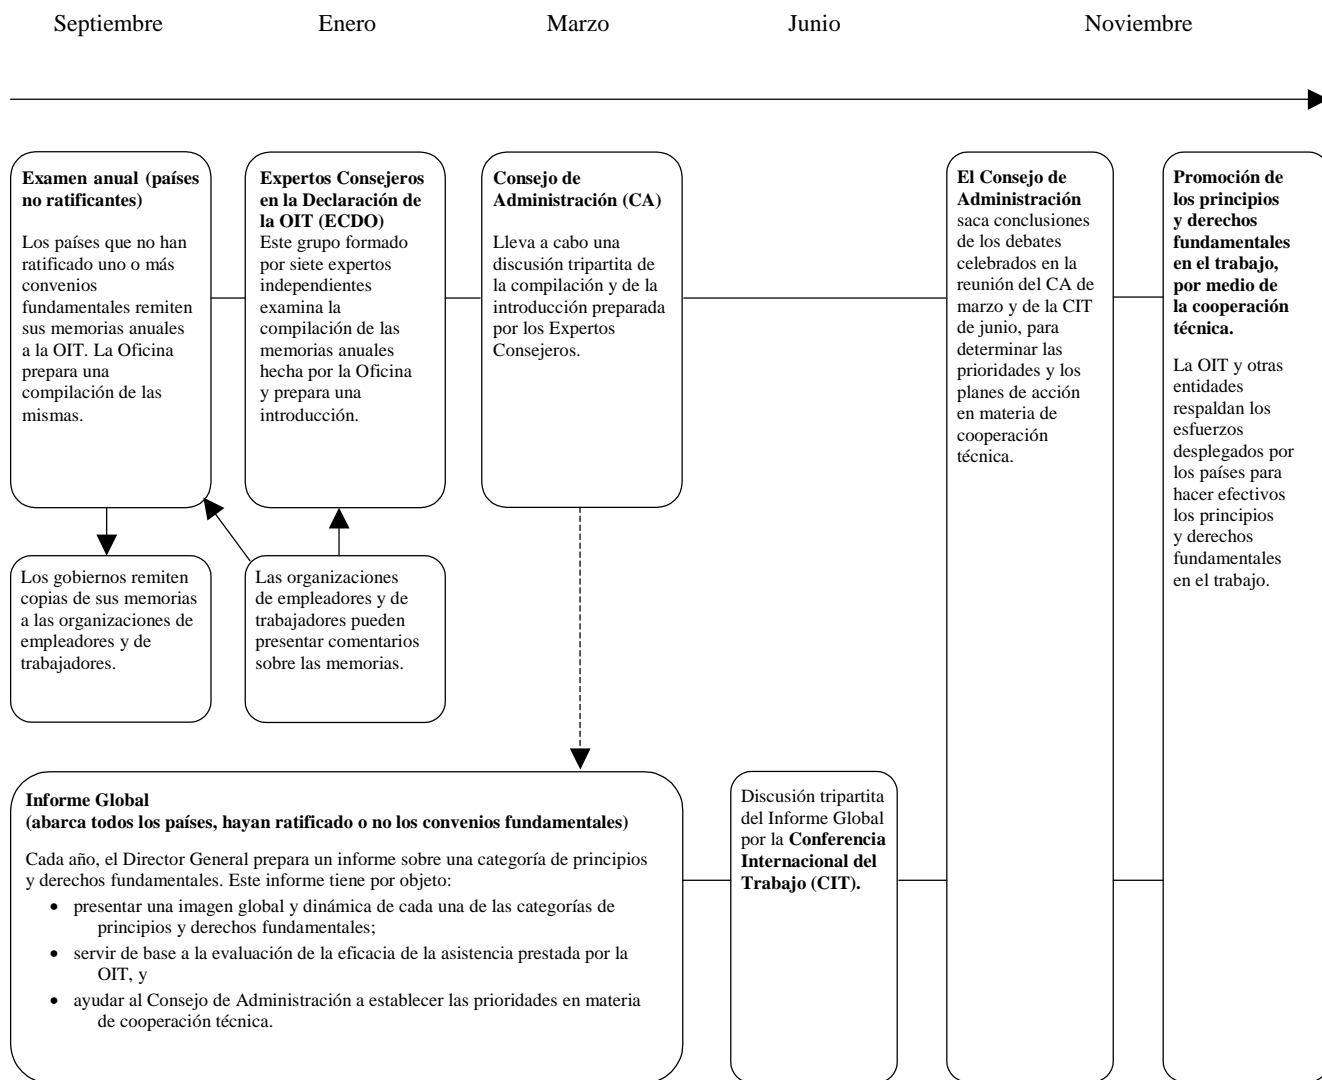 Septiembre
Enero
Marzo
Junio
Noviembre
Examen anual (países
no ratificantes)
Los países que no han
ratificado uno o más
convenios
fundamentales remiten
sus memorias anuales
a la OIT. La Oficina
prepara una
compilación de las
mismas.
Expertos Consejeros
en la Declaración de
la OIT (ECDO)
Este grupo formado
por siete expertos
independientes
examina la
compilación de las
memorias anuales
hecha por la Oficina
y prepara una
introducción.
Consejo de
Administración (CA)
Lleva a cabo una
discusión tripartita de
la compilación y de la
introducción preparada
por los Expertos
Consejeros.
El Consejo de
Administración
saca conclusiones
de los debates
celebrados en la
reunión del CA de
marzo y de la CIT
de junio, para
determinar las
prioridades y los
planes de acción
en materia de
cooperación
técnica.
Promoción de
los principios
y derechos
fundamentales
en el trabajo,
por medio de
la cooperación
técnica.
La OIT y otras
entidades
respaldan los
esfuerzos
desplegados por
los países para
hacer efectivos
los principios
y derechos
fundamentales
en el trabajo.
Los gobiernos remiten
copias de sus memorias
a las organizaciones de
empleadores y de
trabajadores.
Las organizaciones
de empleadores y de
trabajadores pueden
presentar comentarios
sobre las memorias.
Informe Global
(abarca todos los países, hayan ratificado o no los convenios fundamentales)
Cada año, el Director General prepara un informe sobre una categoría de principios
y derechos fundamentales. Este informe tiene por objeto:
• presentar una imagen global y dinámica de cada una de las categorías de
principios y derechos fundamentales;
• servir de base a la evaluación de la eficacia de la asistencia prestada por la
OIT, y
• ayudar al Consejo de Administración a establecer las prioridades en materia
de cooperación técnica.
Discusión tripartita
del Informe Global
por la Conferencia
Internacional del
Trabajo (CIT).